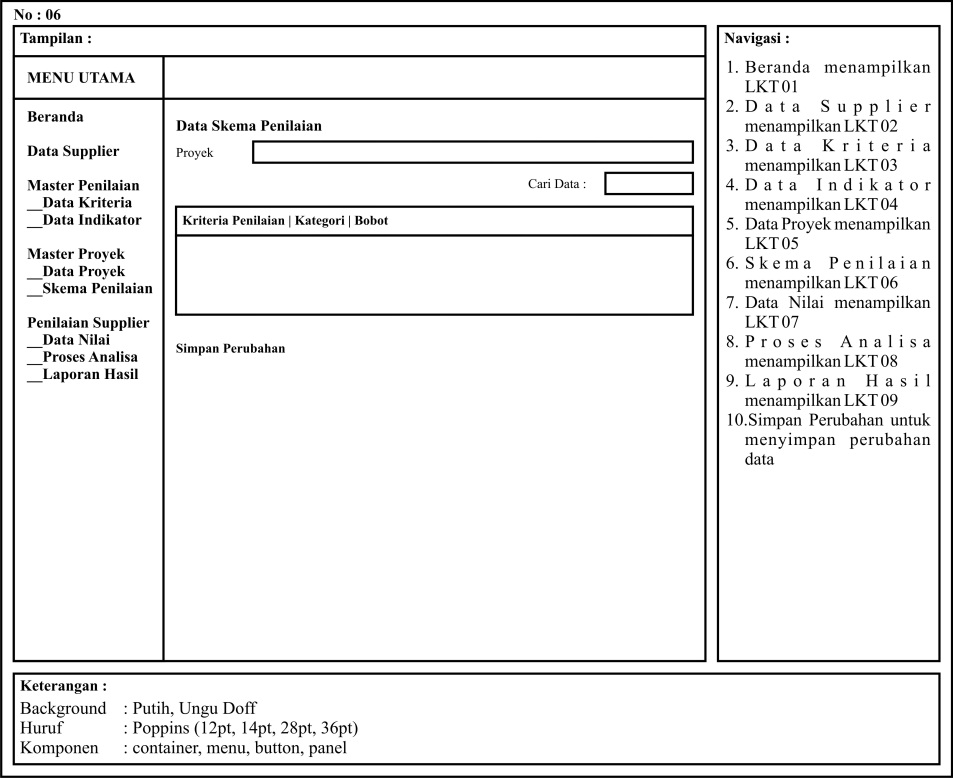 No : 06
Tampilan :
MENU UTAMA
Beranda
Data Supplier
Master Penilaian
__Data Kriteria
__Data Indikator
Master Proyek
__Data Proyek
__Skema Penilaian
Penilaian Supplier
__Data Nilai
__Proses Analisa
__Laporan Hasil
Data Skema Penilaian
Proyek
Cari Data :
Kriteria Penilaian | Kategori | Bobot
Simpan Perubahan
Navigasi :
1. Beranda menampilkan
LKT 01
2. Data Supplier
menampilkan LKT 02
3. Data Kriteria
menampilkan LKT 03
4. Data Indikator
menampilkan LKT 04
5. Data Proyek menampilkan
LKT 05
6. Skema Penilaian
menampilkan LKT 06
7. Data Nilai menampilkan
LKT 07
8. Proses Analisa
menampilkan LKT 08
9. Laporan Hasil
menampilkan LKT 09
10.Simpan Perubahan untuk
menyimpan perubahan
data
Keterangan :
Background : Putih, Ungu Doff
Huruf : Poppins (12pt, 14pt, 28pt, 36pt)
Komponen : container, menu, button, panel